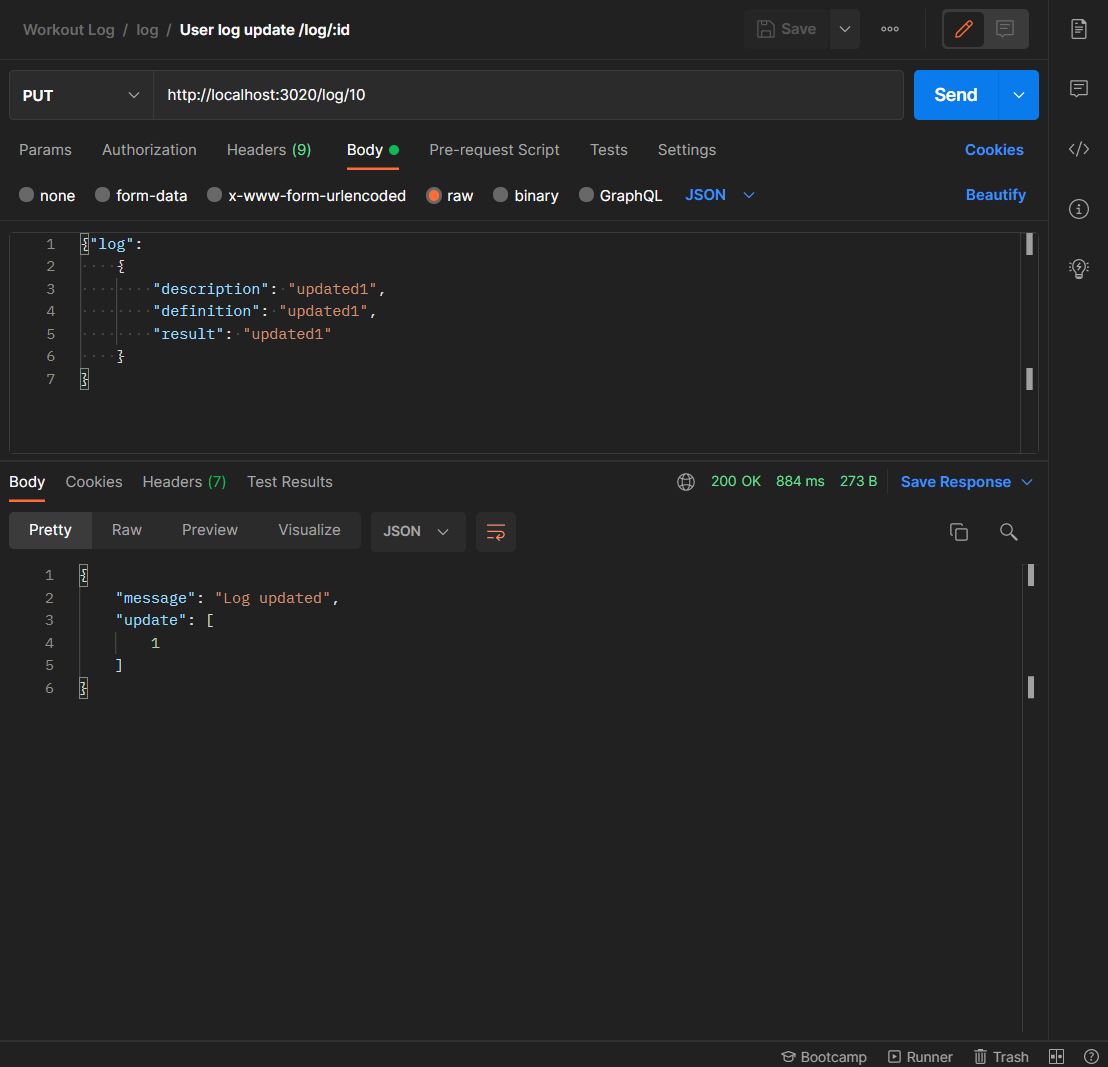 Workout Log / log / User log update /log/:id
Save
PUT
http://localhost:3020/log/10
Send
Params Authorization Headers (9) Body Pre-request Script Tests Settings Cookies
none form-data x-www-form-urlencoded raw binary GraphQL JSON Beautify
1 {"log":
2 {
3 "description": "updated1",
4 "definition": "updated1",
5 "result": "updated1"
6 }
7 }
Body Cookies Headers (7) Test Results 200 OK 884 ms 273 B Save Response
Pretty Raw Preview Visualize JSON
1 {
2 "message": "Log updated",
3 "update": [
4 1
5 ]
6 }
Bootcamp Runner Trash